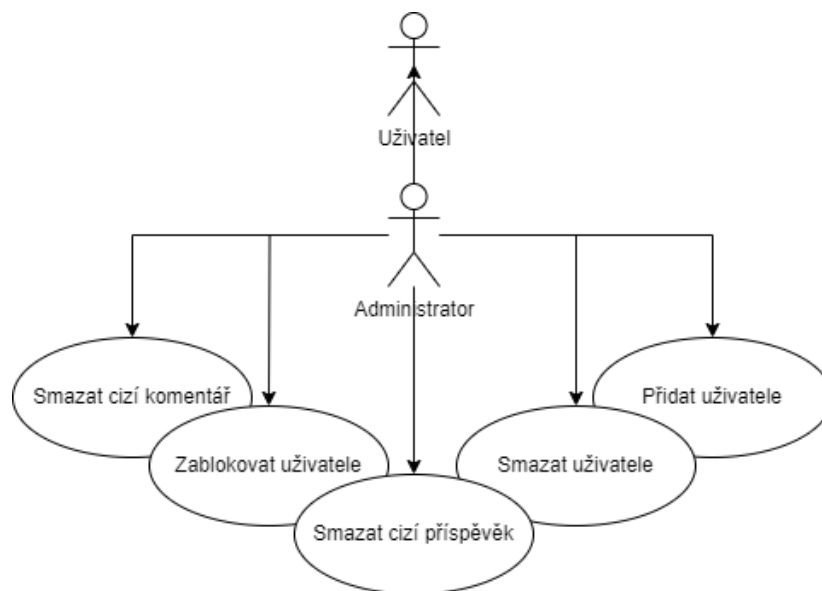 Uživatel
Administrator
Smazat cizí komentář
Přidat uživatele
Zablokovat uživatele
Smazat uživatele
Smazat cizí příspěvěk